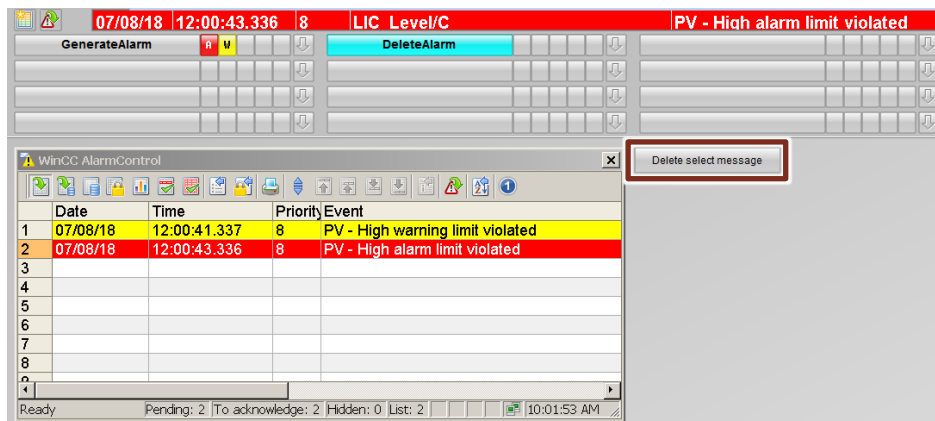 07/08/18 12:00:43.336 8 LIC_Level/C PV - High alarm limit violated
GenerateAlarm A W DeleteAlarm
WinCC AlarmControl x Delete select message
Date Time Priority Event
1 07/08/18 12:00:41.337 8 PV - High warning limit violated
2 07/08/18 12:00:43.336 8 PV - High alarm limit violated
3
4
5
6
7
8
9
Ready Pending: 2 To acknowledge: 2 Hidden: 0 List: 2 10:01:53 AM